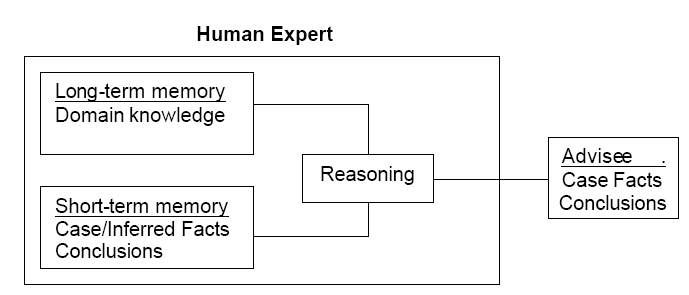 Human Expert
Long-term memory
Domain knowledge
Reasoning
Short-term memory
Case/Inferred Facts
Conclusions
Advisee .
Case Facts
Conclusions